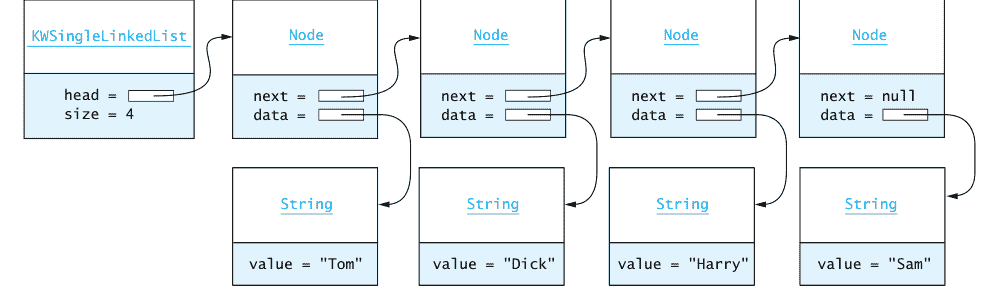 KWSingleLinkedList
head =
size = 4
Node
next =
data =
Node
next =
data =
Node
next =
data =
Node
next = null
data =
String
value = "Tom"
String
value = "Dick"
String
value = "Harry"
String
value = "Sam"